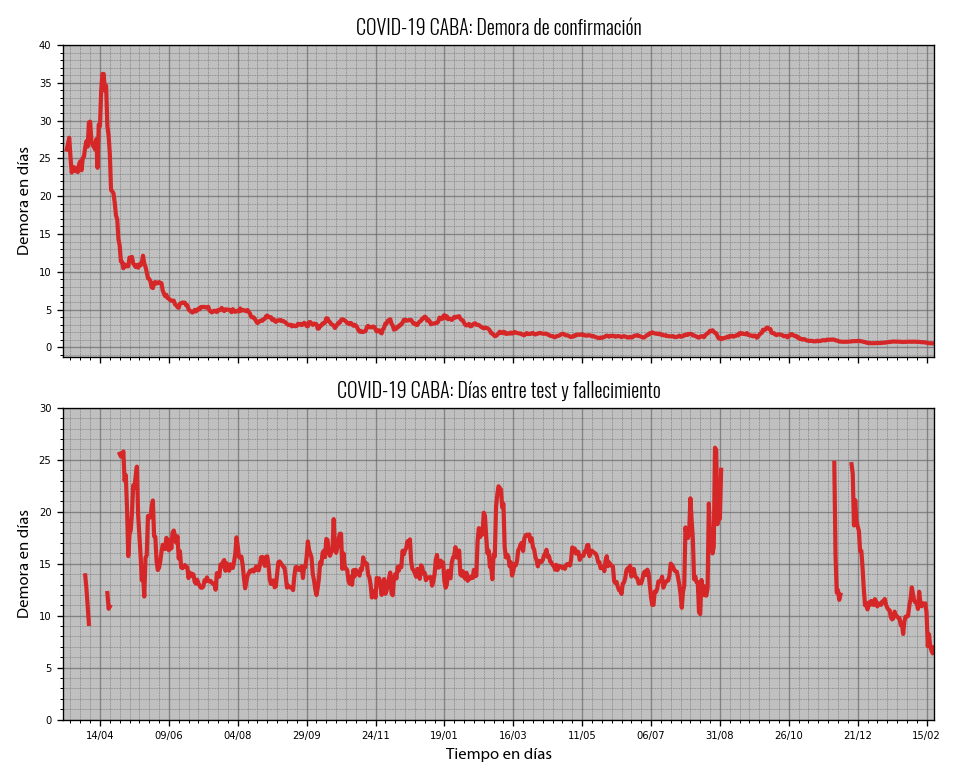 COVID-19 CABA: Demora de confirmación
40
35
30
25
20
15
10
5
0
Demora en días
COVID-19 CABA: Días entre test y fallecimiento
30
25
20
15
10
5
0
Demora en días
14/04 09/06 04/08 29/09 24/11 19/01 16/03 11/05 06/07 31/08 26/10 21/12 15/02
Tiempo en días